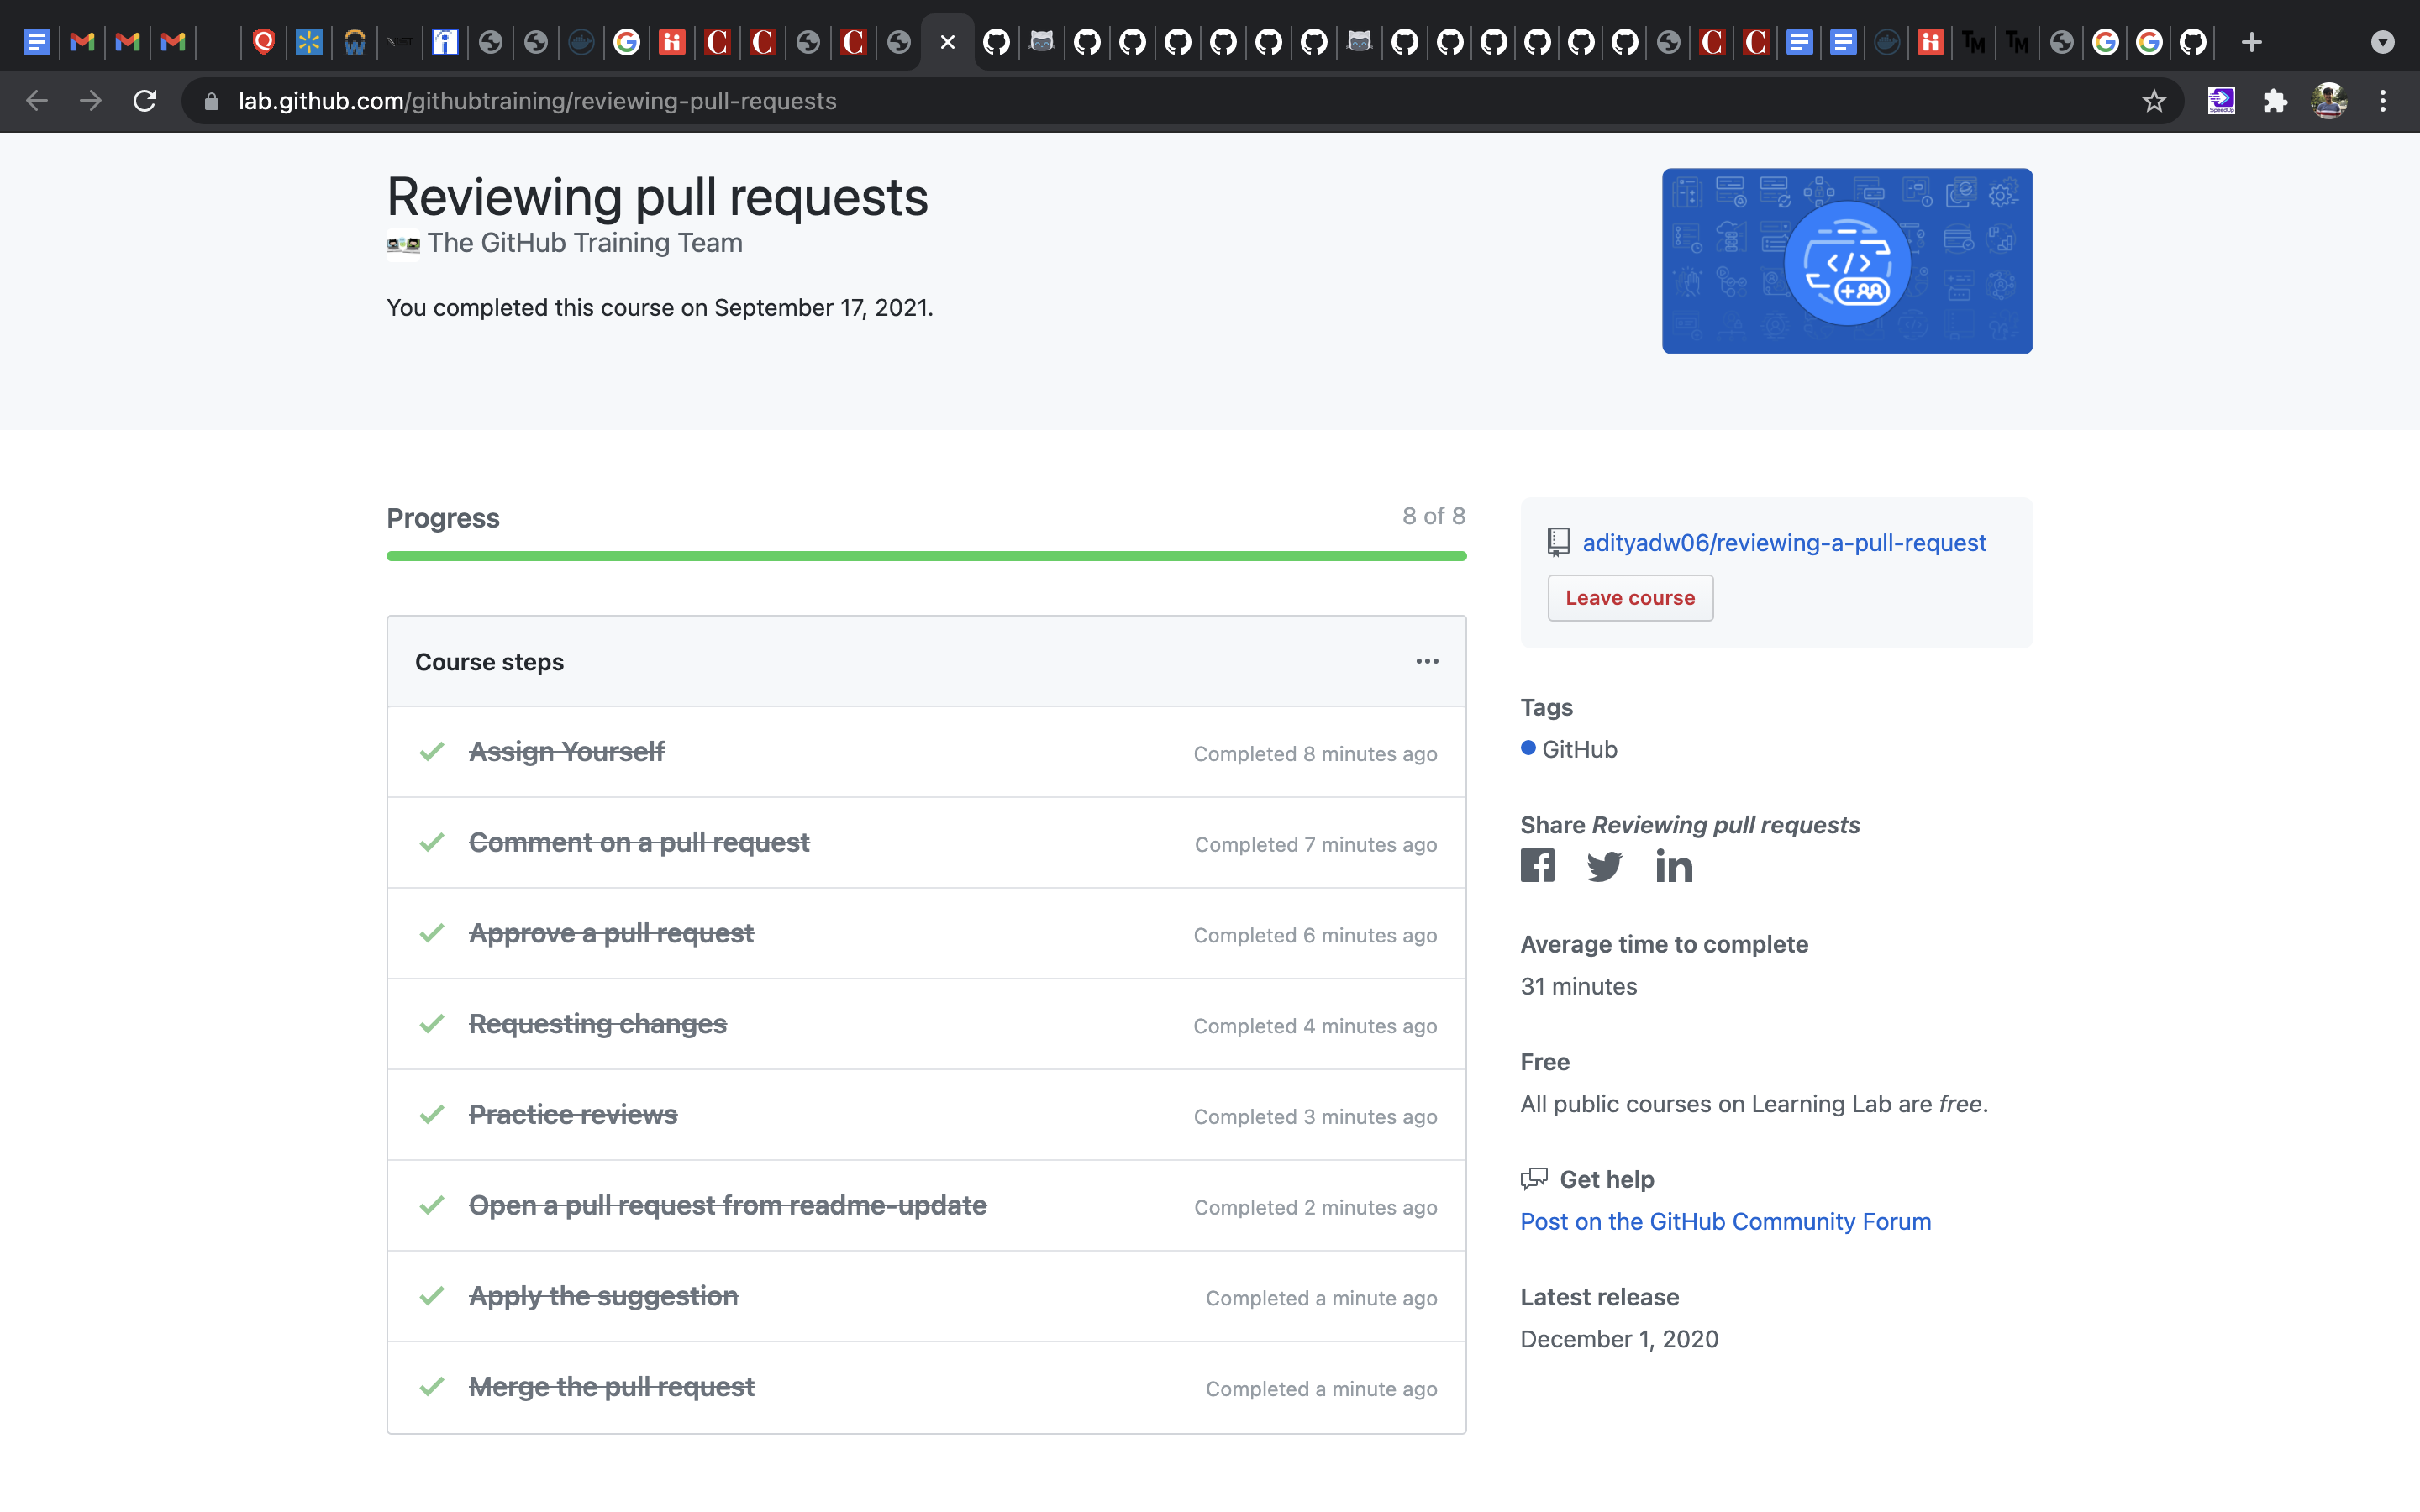 lab.github.com/githubtraining/reviewing-pull-requests
Reviewing pull requests
The GitHub Training Team
You completed this course on September 17, 2021.
Progress
8 of 8
Course steps
Assign Yourself
Completed 8 minutes ago
Comment on a pull request
Completed 7 minutes ago
Approve a pull request
Completed 6 minutes ago
Requesting changes
Completed 4 minutes ago
Practice reviews
Completed 3 minutes ago
Open a pull request from readme-update
Completed 2 minutes ago
Apply the suggestion
Completed a minute ago
Merge the pull request
Completed a minute ago
adityadw06/reviewing-a-pull-request
Leave course
Tags
GitHub
Share Reviewing pull requests
Average time to complete
31 minutes
Free
All public courses on Learning Lab are free.
Get help
Post on the GitHub Community Forum
Latest release
December 1, 2020